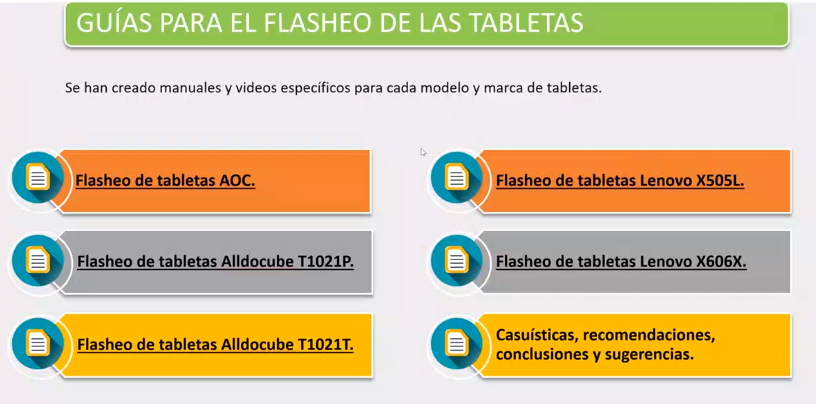 GUÍAS PARA EL FLASHEO DE LAS TABLETAS
Se han creado manuales y videos específicos para cada modelo y marca de tabletas.
Flasheo de tabletas AOC.
Flasheo de tabletas Alldocube T1021P.
Flasheo de tabletas Alldocube T1021T.
Flasheo de tabletas Lenovo X505L.
Flasheo de tabletas Lenovo X606X.
Casuísticas, recomendaciones,
conclusiones y sugerencias.